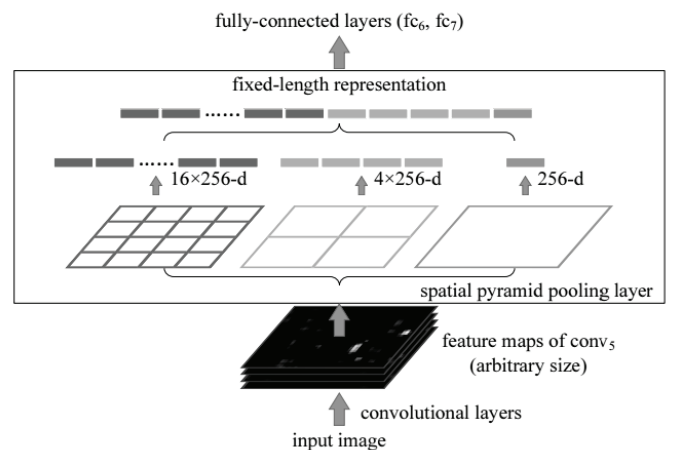 fully-connected layers (fc₆, fc₇)
fixed-length representation
......
......
16×256-d
4×256-d
256-d
spatial pyramid pooling layer
feature maps of conv₅
(arbitrary size)
convolutional layers
input image